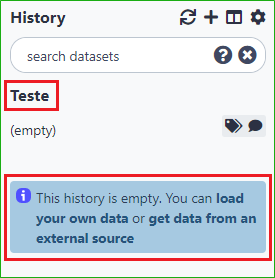 History
search datasets
Teste
(empty)
This history is empty. You can load
your own data or get data from an
external source